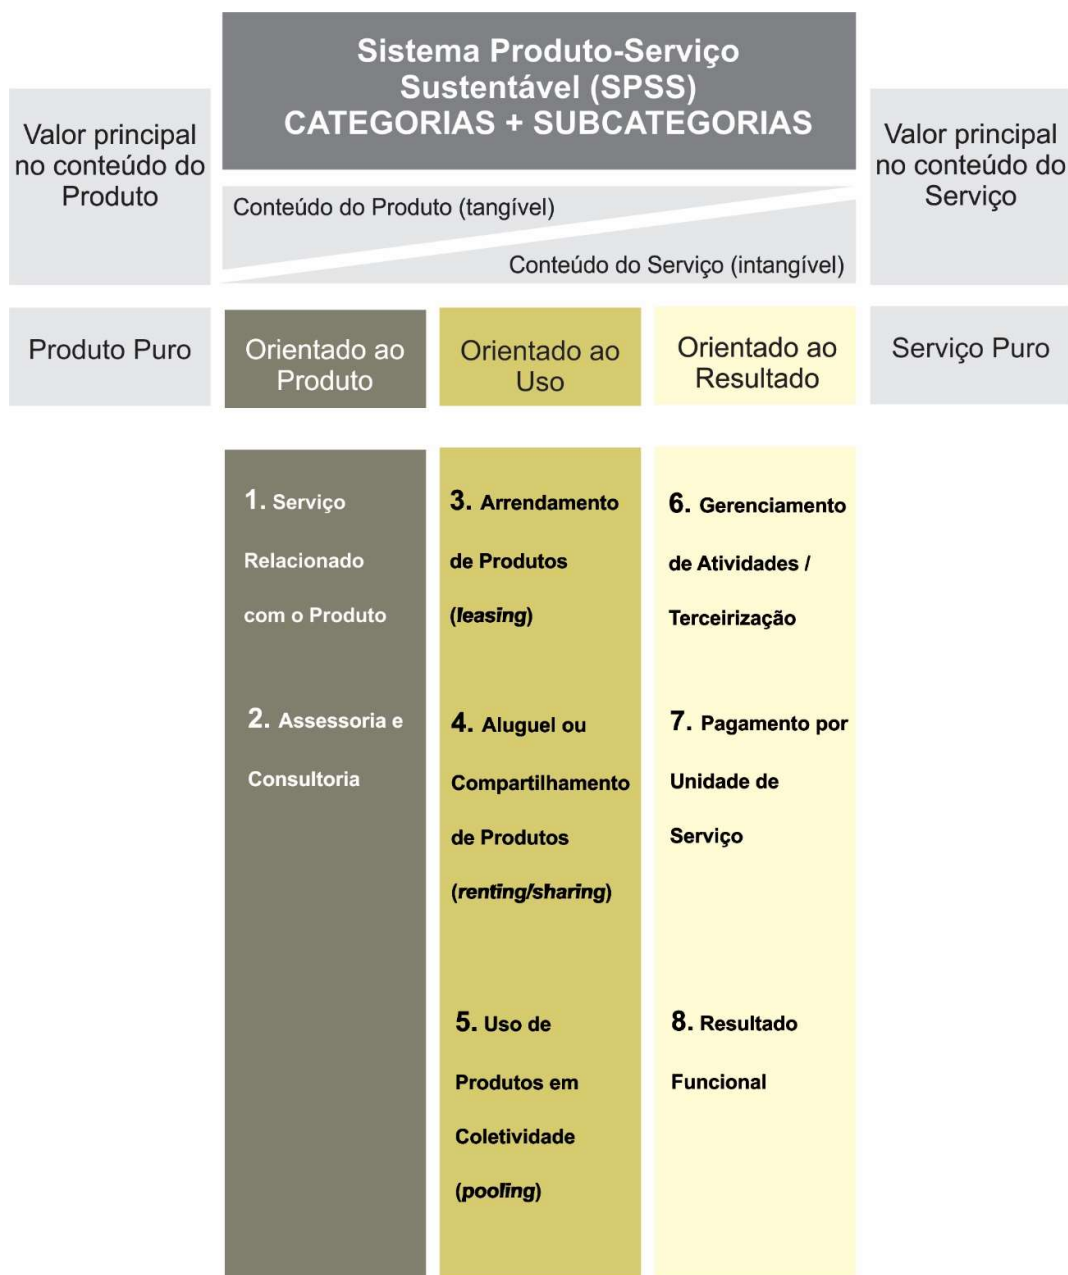 Sistema Produto-Serviço
Sustentável (SPSS)
CATEGORIAS + SUBCATEGORIAS
Valor principal
no conteúdo do
Produto
Conteúdo do Produto (tangível)
Conteúdo do Serviço (intangível)
Valor principal
no conteúdo do
Serviço
Produto Puro
Orientado ao
Produto
Orientado ao
Uso
Orientado ao
Resultado
Serviço Puro
1. Serviço
Relacionado
com o Produto
2. Assessoria e
Consultoria
3. Arrendamento
de Produtos
(leasing)
4. Aluguel ou
Compartilhamento
de Produtos
(renting/sharing)
5. Uso de
Produtos em
Coletividade
(pooling)
6. Gerenciamento
de Atividades /
Terceirização
7. Pagamento por
Unidade de
Serviço
8. Resultado
Funcional